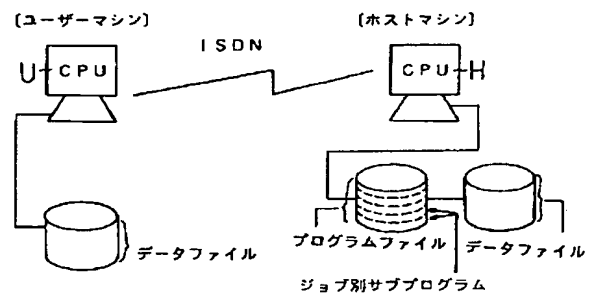 〔ユーザーマシン〕
〔ホストマシン〕
ISDN
U
CPU
CPU
H
データファイル
プログラムファイル
データファイル
ジョブ別サブプログラム